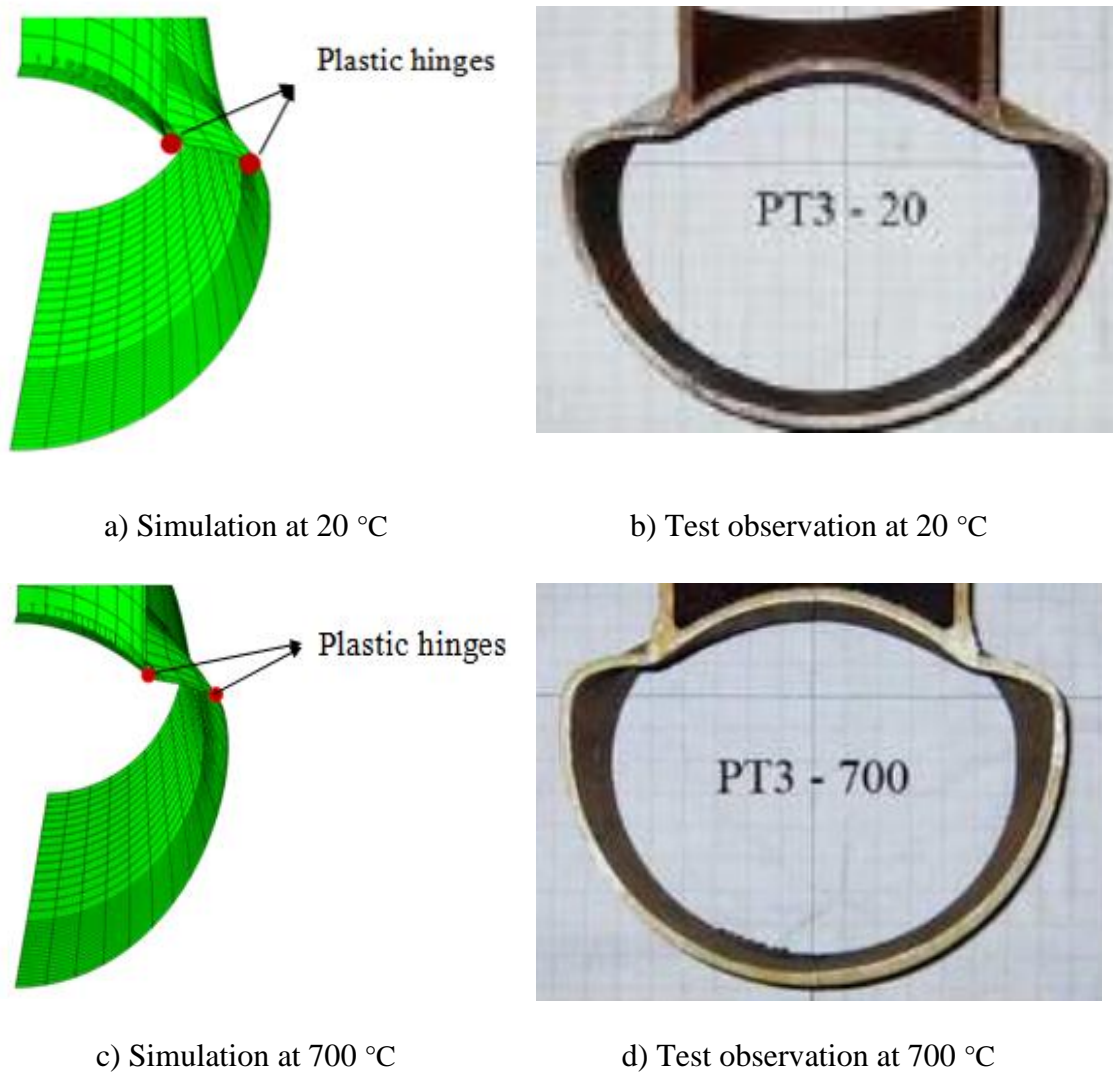 Plastic hinges
PT3 - 20
a) Simulation at 20 °C
b) Test observation at 20 °C
Plastic hinges
PT3 - 700
c) Simulation at 700 °C
d) Test observation at 700 °C